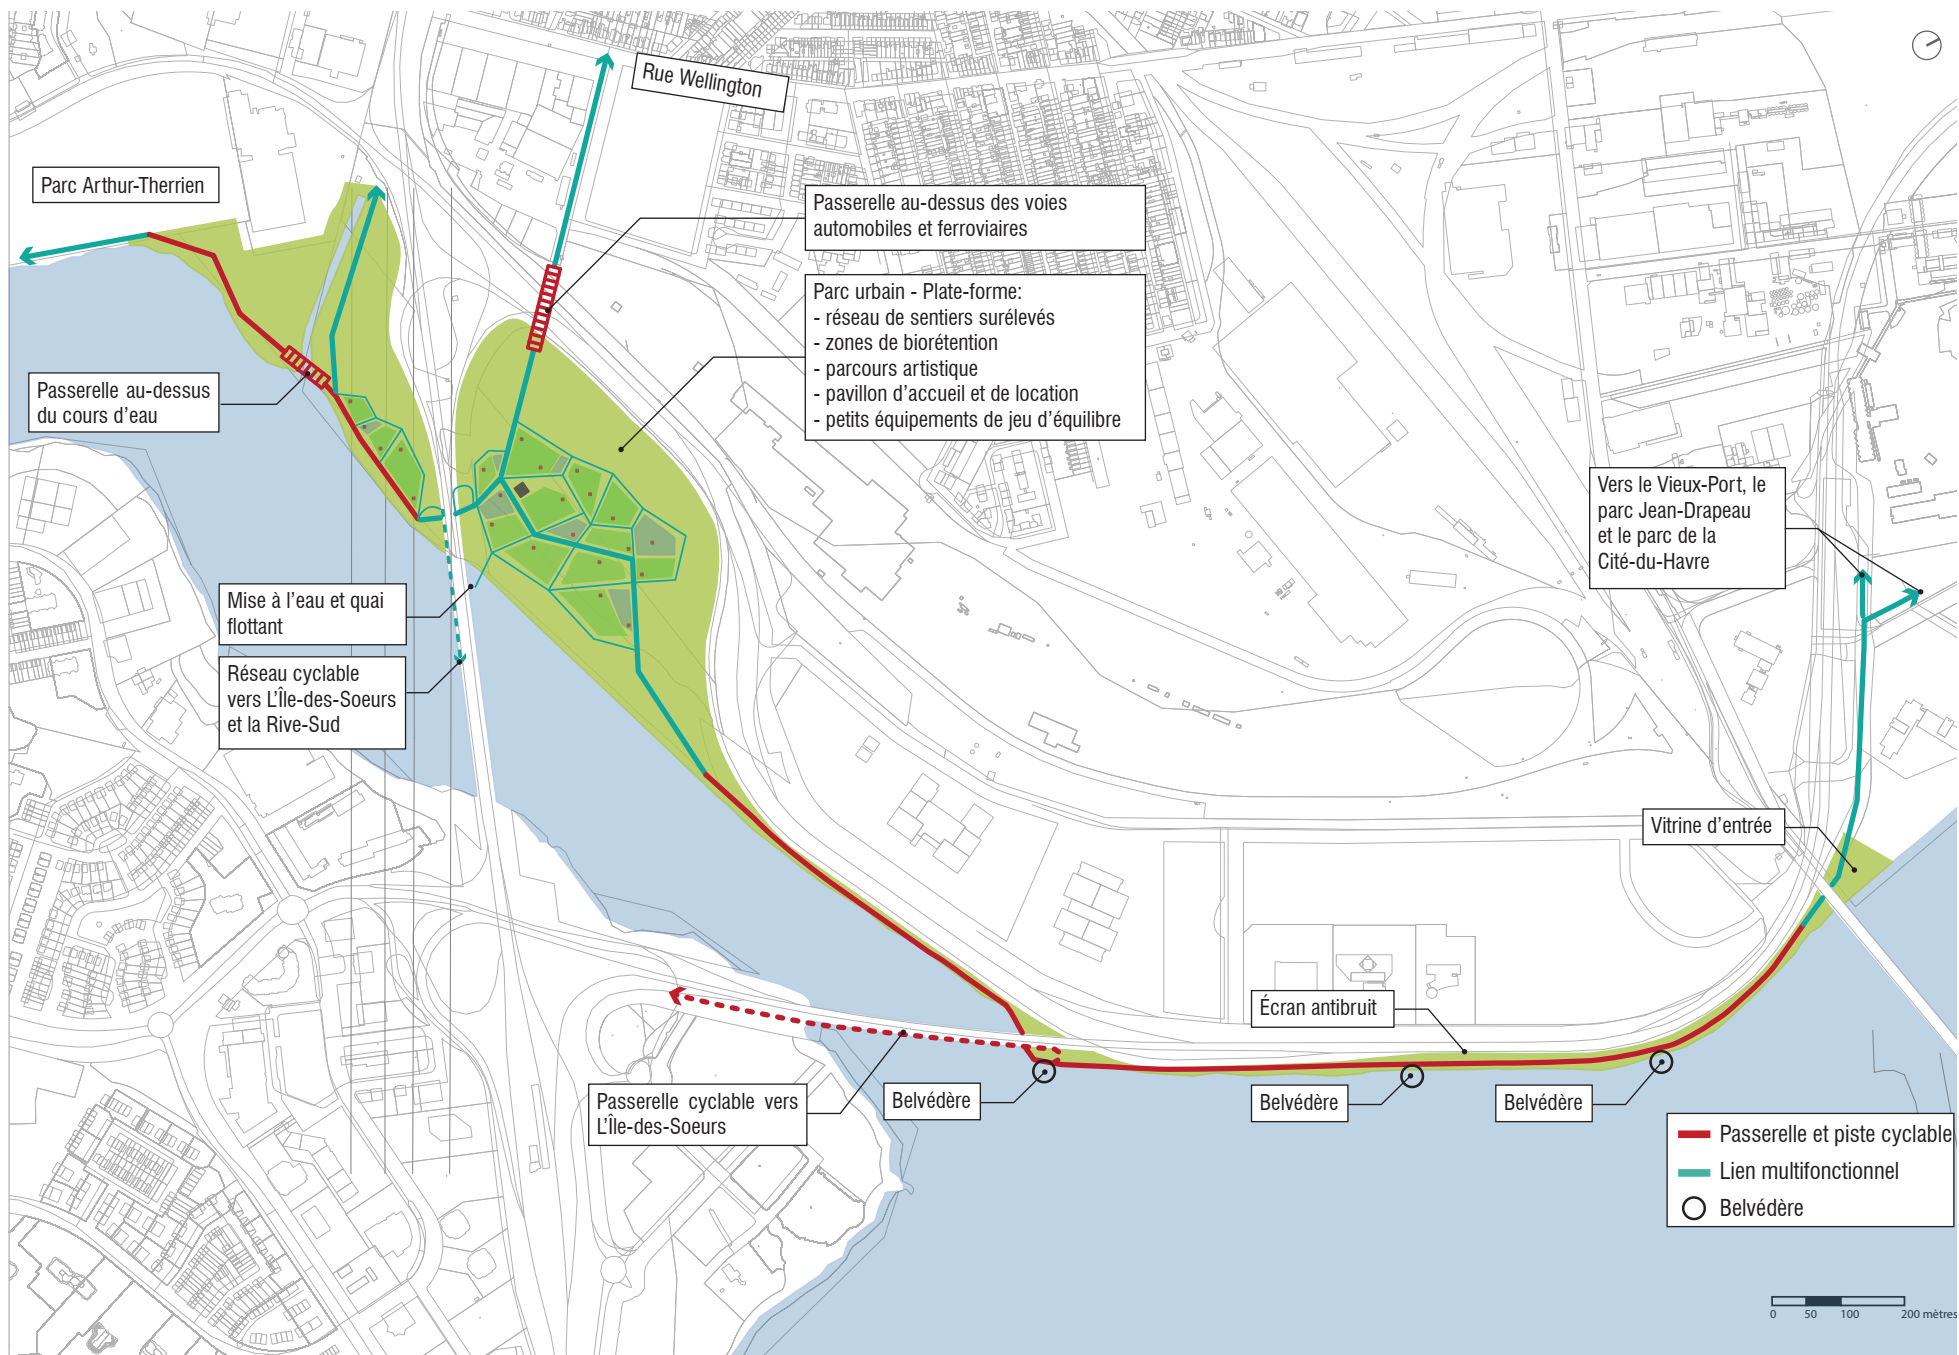 Rue Wellington
Parc Arthur-Therrien
Passerelle au-dessus des voies
automobiles et ferroviaires
Parc urbain - Plate-forme:
- réseau de sentiers surélevés
- zones de biorétention
- parcours artistique
- pavillon d’accueil et de location
- petits équipements de jeu d’équilibre
Passerelle au-dessus
du cours d’eau
Vers le Vieux-Port, le
parc Jean-Drapeau
et le parc de la
Cité-du-Havre
Mise à l’eau et quai
flottant
Réseau cyclable
vers L’Île-des-Soeurs
et la Rive-Sud
Vitrine d’entrée
Écran antibruit
Passerelle cyclable vers
L’Île-des-Soeurs
Belvédère
Belvédère
Belvédère
Passerelle et piste cyclable
Lien multifonctionnel
Belvédère
0 50 100 200 mètres